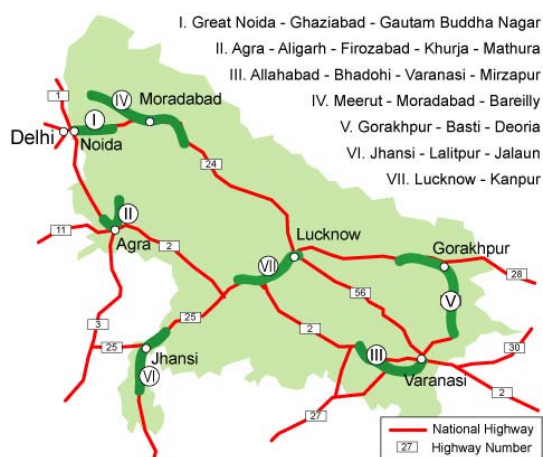 I. Great Noida - Ghaziabad - Gautam Buddha Nagar
II. Agra - Aligarh - Firozabad - Khurja - Mathura
III. Allahabad - Bhadohi - Varanasi - Mirzapur
IV. Meerut - Moradabad - Bareilly
V. Gorakhpur - Basti - Deoria
VI. Jhansi - Lalitpur - Jalaun
VII. Lucknow - Kanpur
1
IV
Moradabad
Delhi
I
Noida
24
II
11
Agra
2
Lucknow
Gorakhpur
VII
28
56
V
3
25
2
30
25
Jhansi
III
VI
Varanasi
2
27
National Highway
27 Highway Number